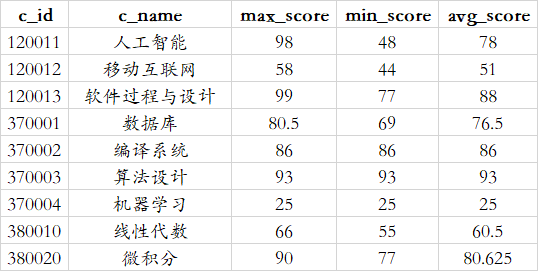 c_id c_name max_score min_score avg_score
120011 人工智能 98 48 78
120012 移动互联网 58 44 51
120013 软件过程与设计 99 77 88
370001 数据库 80.5 69 76.5
370002 编译系统 86 86 86
370003 算法设计 93 93 93
370004 机器学习 25 25 25
380010 线性代数 66 55 60.5
380020 微积分 90 77 80.625